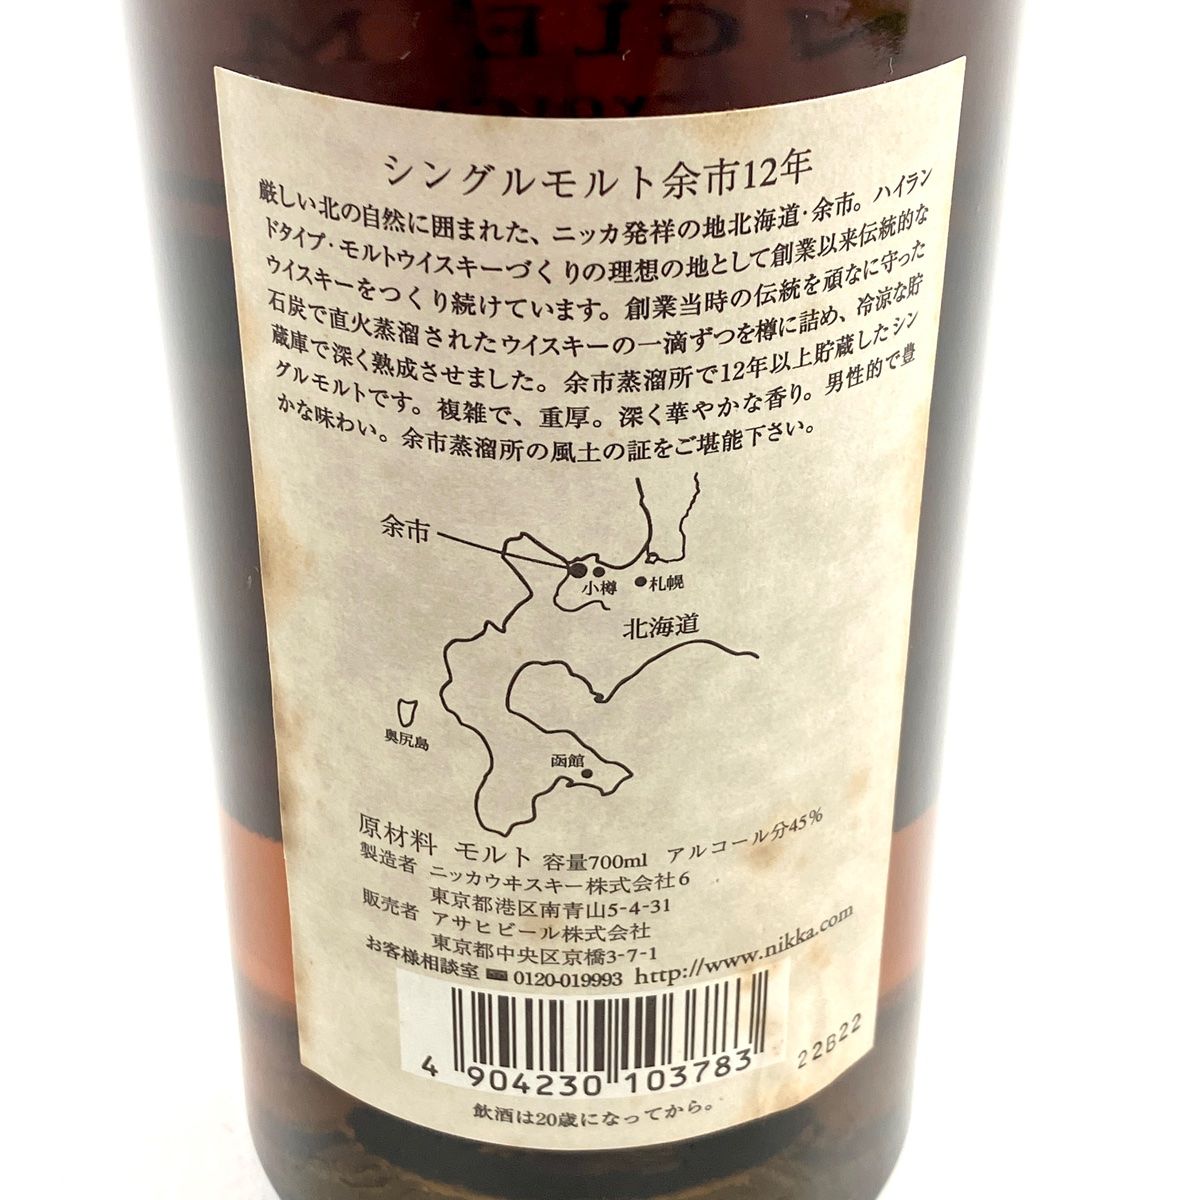 シングルモルト余市12年
厳しい北の自然に囲まれた、ニッカ発祥の地北海道・余市。ハイラン
ドタイプ・モルトウイスキーづくりの理想の地として創業以来伝統的な
ウイスキーをつくり続けています。創業当時の伝統を頑なに守った
石炭で直火蒸溜されたウイスキーの一滴ずつを樽に詰め、冷涼な貯
蔵庫で深く熟成させました。余市蒸溜所で12年以上貯蔵したシン
グルモルトです。複雑で、重厚。深く華やかな香り。男性的で豊
かな味わい。余市蒸溜所の風土の証をご堪能下さい。
余市
小樽
札幌
北海道
奥尻島
函館
原材料 モルト 容量700ml アルコール分45%
製造者 ニッカウヰスキー株式会社6
東京都港区南青山5-4-31
販売者 アサヒビール株式会社
東京都中央区京橋3-7-1
お客様相談室 0120-019993 http://www.nikka.com
4 904230 103783
22B22
飲酒は20歳になってから。